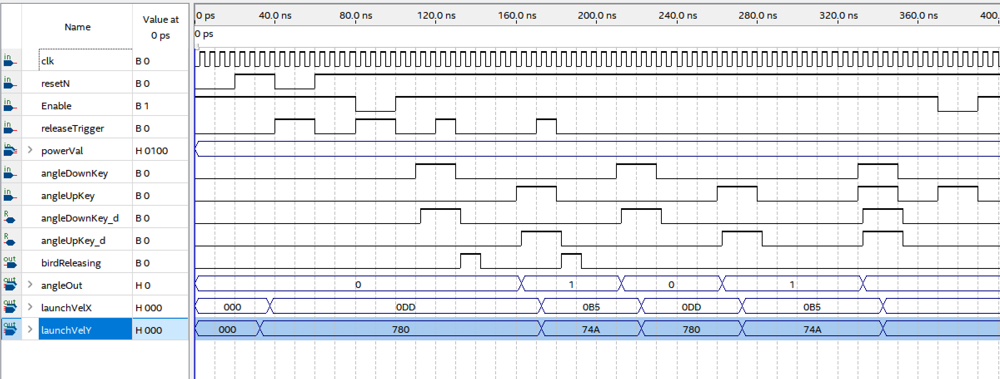 Name
Value at
0 ps
0 ps 40.0 ns 80.0 ns 120.0 ns 160.0 ns 200.0 ns 240.0 ns 280.0 ns 320.0 ns 360.0 ns 400.
0 ps
in clk B 0
in resetN B 0
in Enable B 1
in releaseTrigger B 0
in > powerVal H 0100
in angleDownKey B 0
in angleUpKey B 0
R angleDownKey_d B 0
R angleUpKey_d B 0
out birdReleasing B 0
out > angleOut H 0 0 1 0 1
out > launchVelX H 000 000 0DD 0B5 0DD 0B5
out > launchVelY H 000 000 780 74A 780 74A